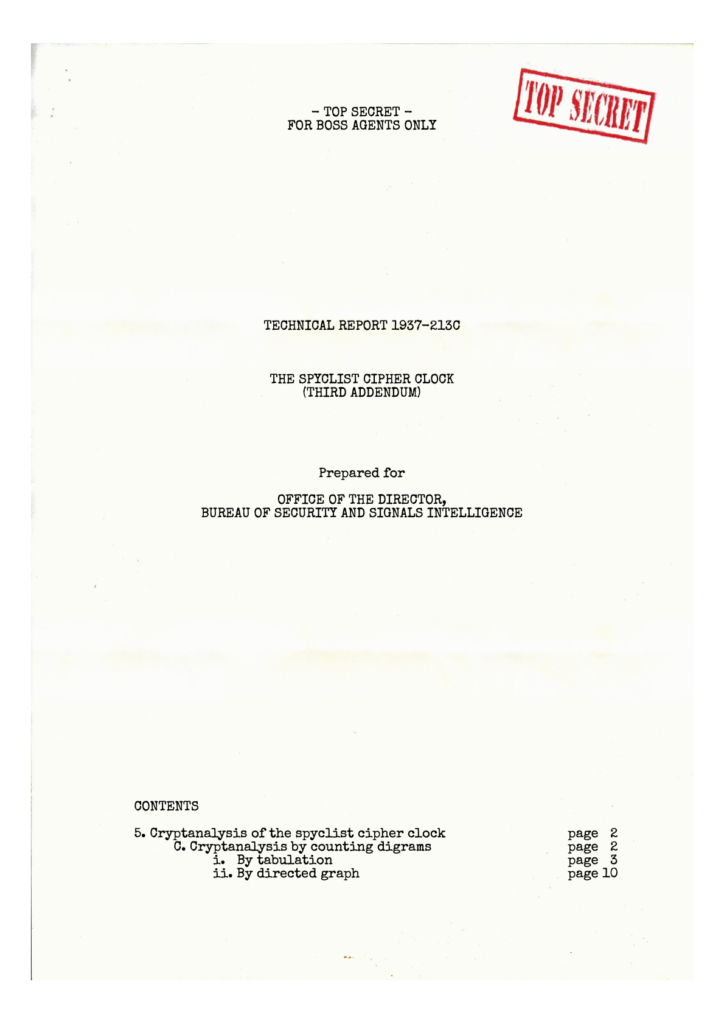 - TOP SECRET -
FOR BOSS AGENTS ONLY
TOP SECRET
TECHNICAL REPORT 1937-213C
THE SPYCLIST CIPHER CLOCK
(THIRD ADDENDUM)
Prepared for
OFFICE OF THE DIRECTOR,
BUREAU OF SECURITY AND SIGNALS INTELLIGENCE
CONTENTS
5. Cryptanalysis of the spyclist cipher clock page 2
C. Cryptanalysis by counting digrams page 2
i. By tabulation page 3
ii. By directed graph page 10